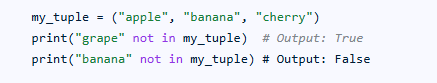 my_tuple = ("apple", "banana", "cherry")
print("grape" not in my_tuple)  # Output: True
print("banana" not in my_tuple) # Output: False